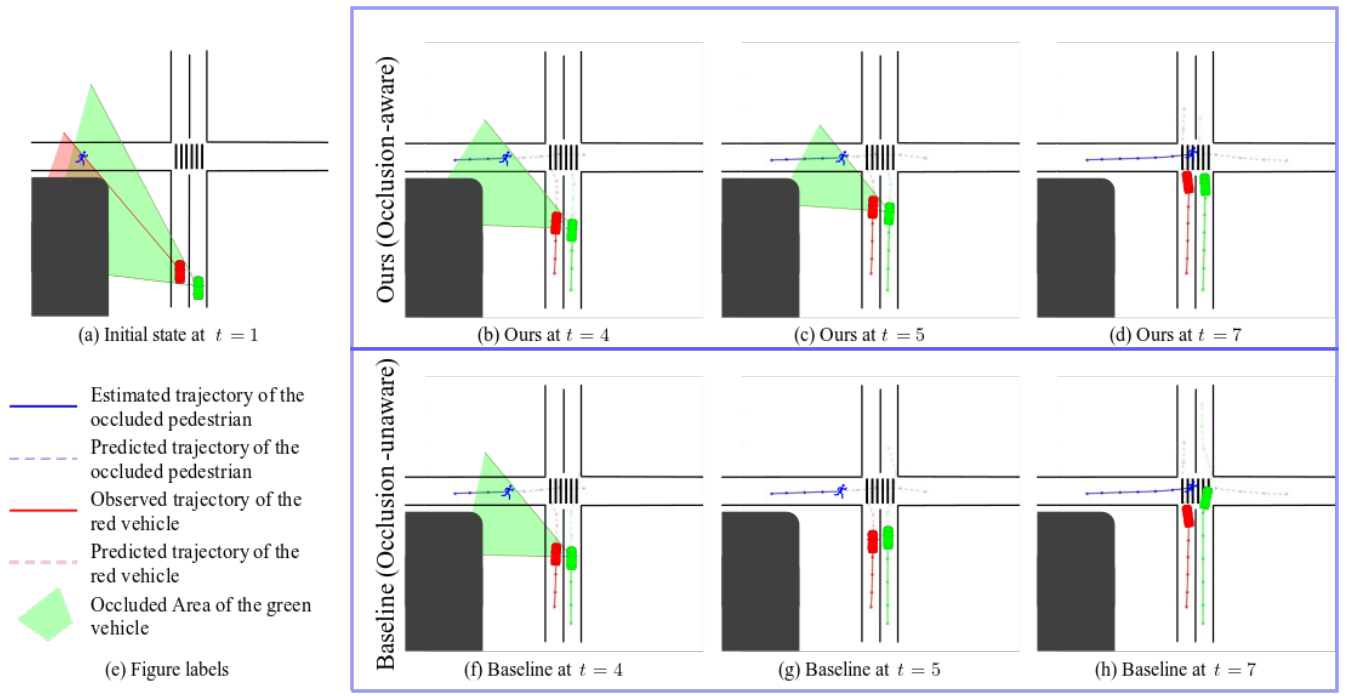 (a) Initial state at t = 1
Ours (Occlusion-aware)
(b) Ours at t = 4
(c) Ours at t = 5
(d) Ours at t = 7
Estimated trajectory of the
occluded pedestrian
Predicted trajectory of the
occluded pedestrian
Observed trajectory of the
red vehicle
Predicted trajectory of the
red vehicle
Occluded Area of the green
vehicle
(e) Figure labels
Baseline (Occlusion-unaware)
(f) Baseline at t = 4
(g) Baseline at t = 5
(h) Baseline at t = 7